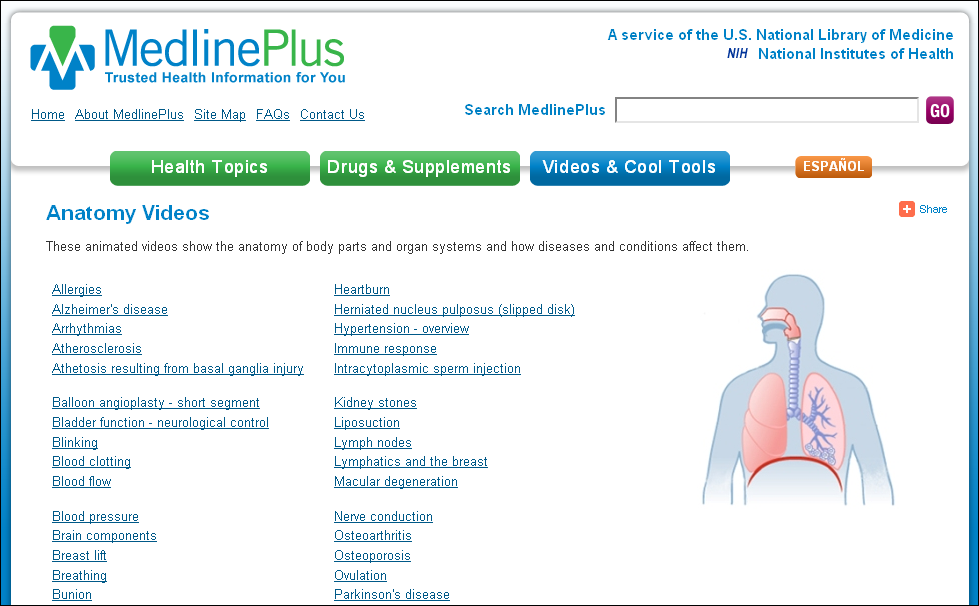 MedlinePlus
Trusted Health Information for You
A service of the U.S. National Library of Medicine
NIH National Institutes of Health
Home About MedlinePlus Site Map FAQs Contact Us
Search MedlinePlus GO
Health Topics Drugs & Supplements Videos & Cool Tools ESPAÑOL
Anatomy Videos
Share
These animated videos show the anatomy of body parts and organ systems and how diseases and conditions affect them.
Allergies
Alzheimer's disease
Arrhythmias
Atherosclerosis
Athetosis resulting from basal ganglia injury
Balloon angioplasty - short segment
Bladder function - neurological control
Blinking
Blood clotting
Blood flow
Blood pressure
Brain components
Breast lift
Breathing
Bunion
Heartburn
Herniated nucleus pulposus (slipped disk)
Hypertension - overview
Immune response
Intracytoplasmic sperm injection
Kidney stones
Liposuction
Lymph nodes
Lymphatics and the breast
Macular degeneration
Nerve conduction
Osteoarthritis
Osteoporosis
Ovulation
Parkinson's disease